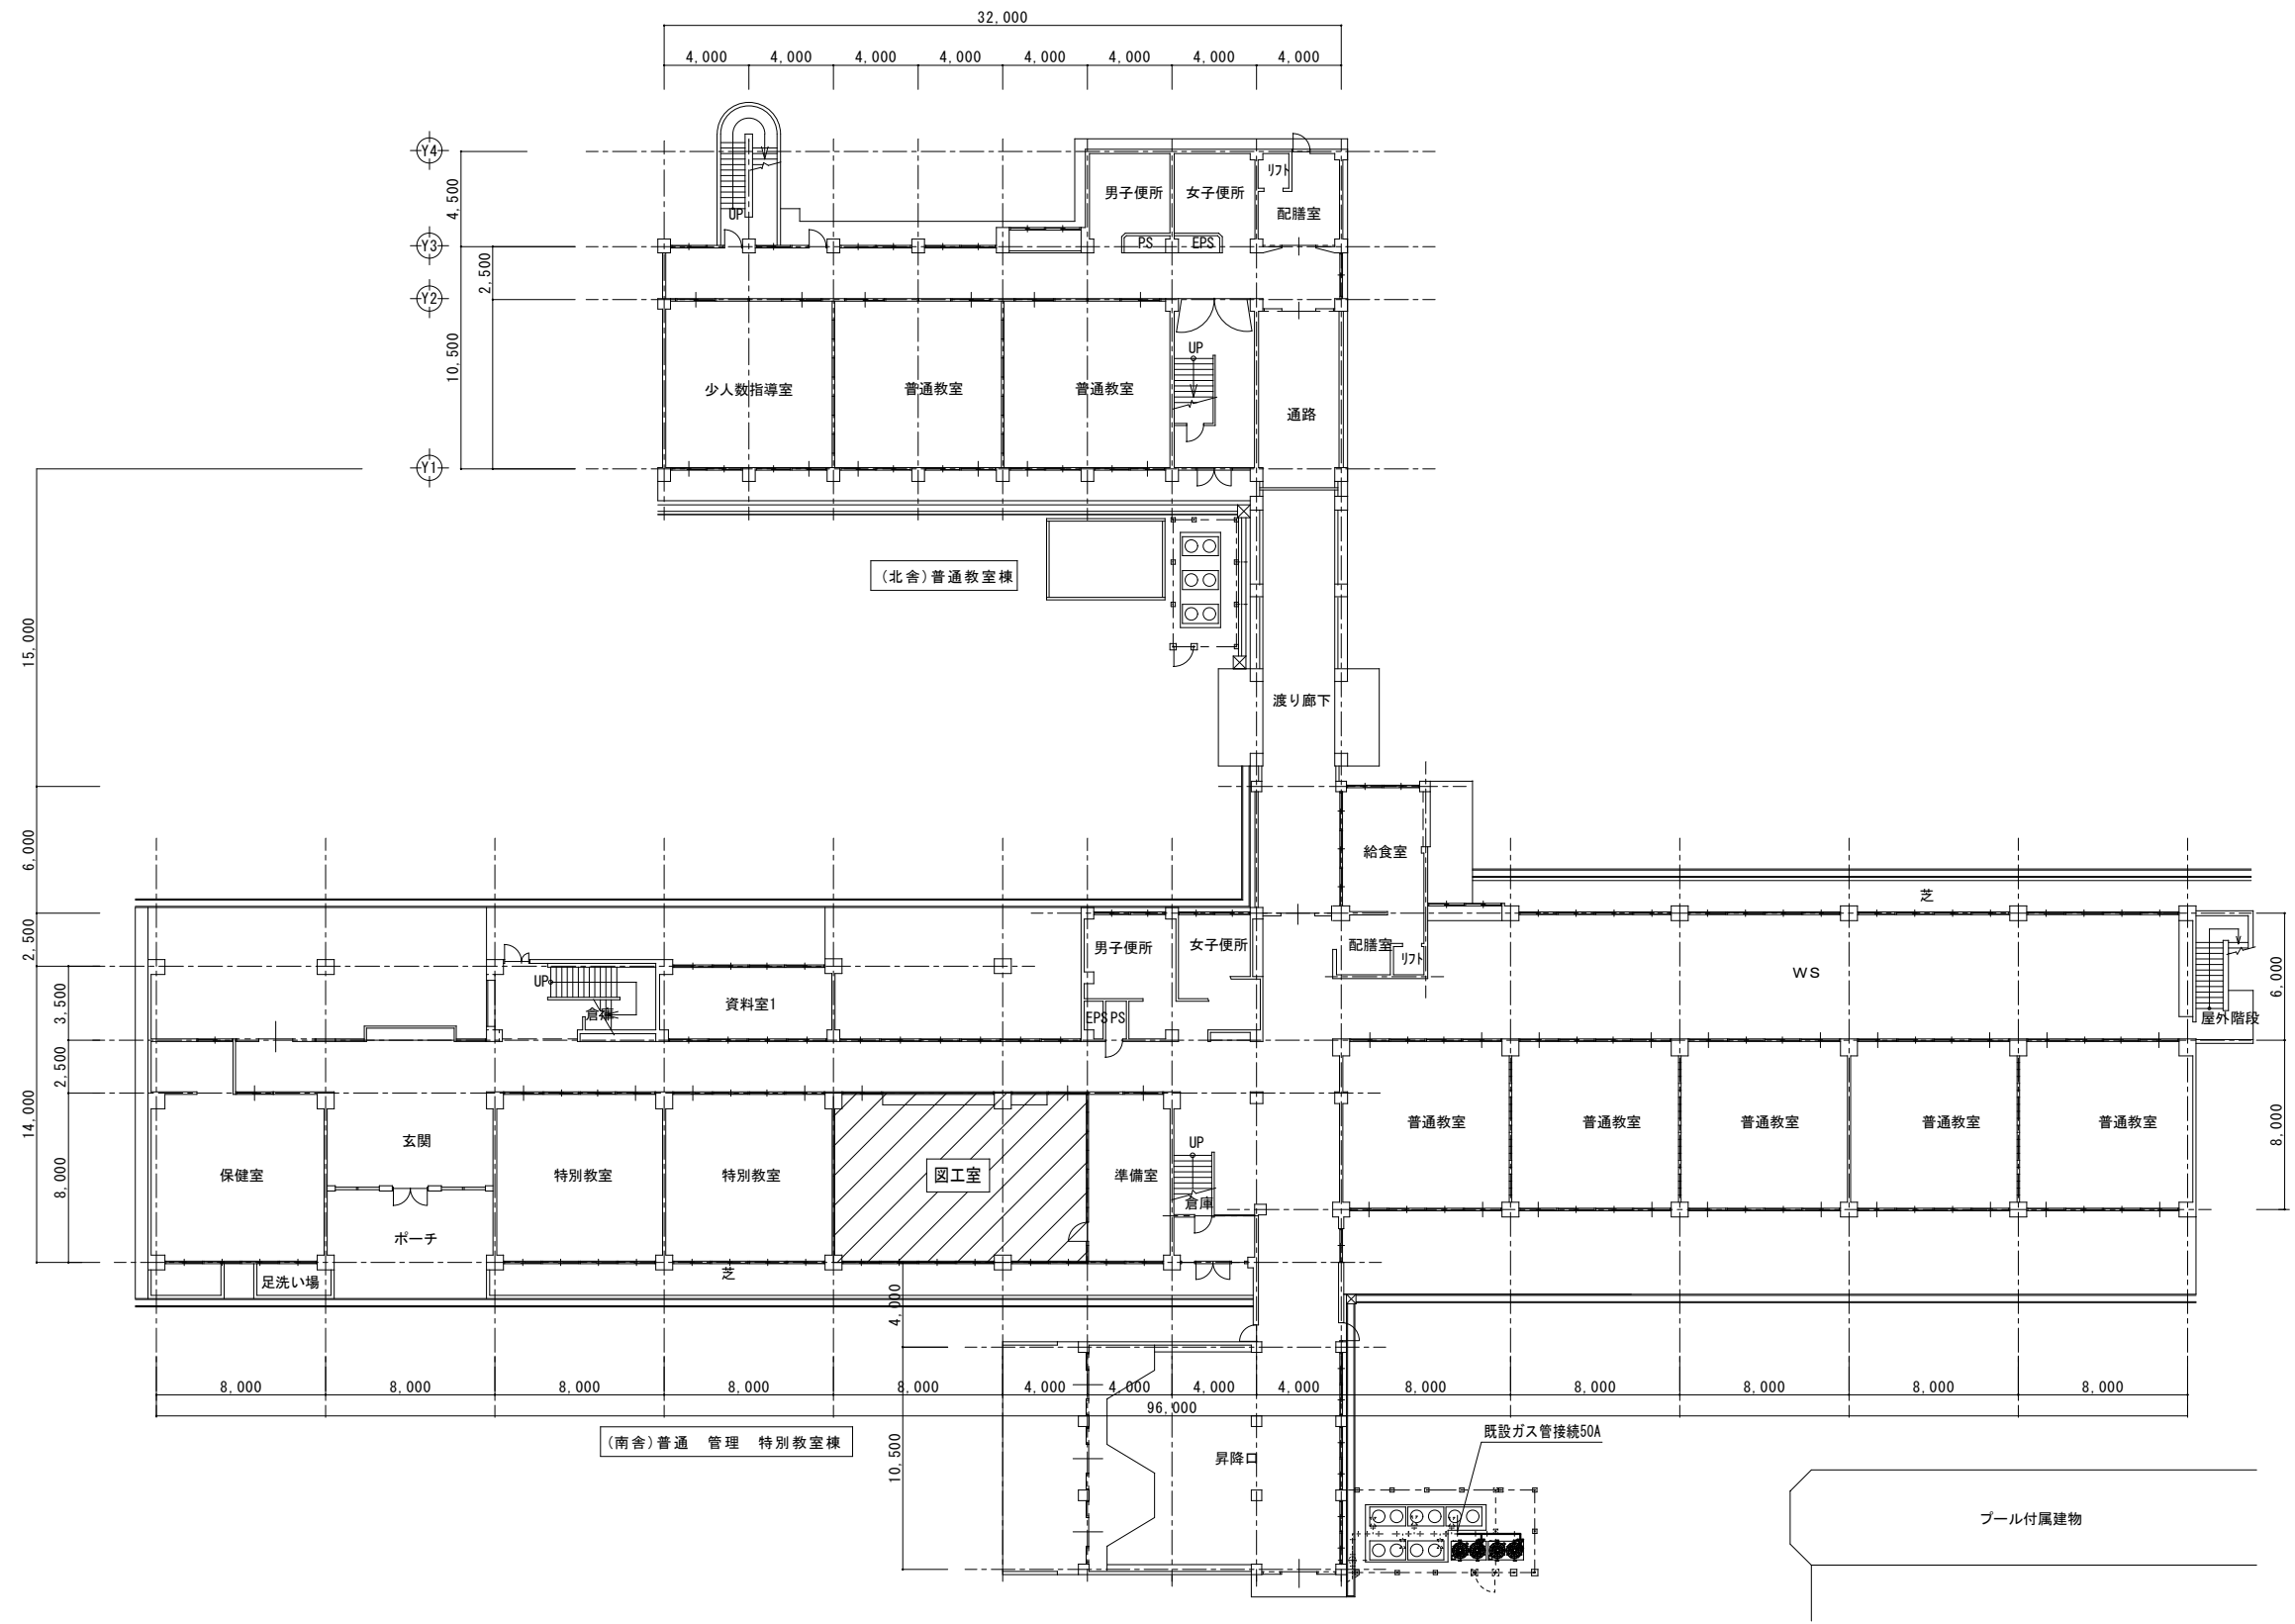 32,000
4,000 4,000 4,000 4,000 4,000 4,000 4,000 4,000
Y4
4,500
リフト
男子便所 女子便所
配膳室
UP
Y3
PS EPS
2,500
Y2
10,500
UP
少人数指導室 普通教室 普通教室
通路
Y1
(北舎)普通教室棟
15,000
渡り廊下
6,000
給食室
芝
2,500
男子便所 女子便所 配膳室
リフト
WS
UP
3,500
資料室1
倉庫
EPS PS
屋外階段
6,000
2,500
14,000
普通教室 普通教室 普通教室 普通教室 普通教室
8,000
玄関
UP
保健室 特別教室 特別教室 図工室 準備室
8,000
倉庫
ポーチ
芝
足洗い場
4,000
8,000 8,000 8,000 8,000 8,000 4,000 4,000 4,000 4,000 8,000 8,000 8,000 8,000 8,000
96,000
(南舎)普通 管理 特別教室棟
既設ガス管接続50A
10,500
昇降口
プール付属建物